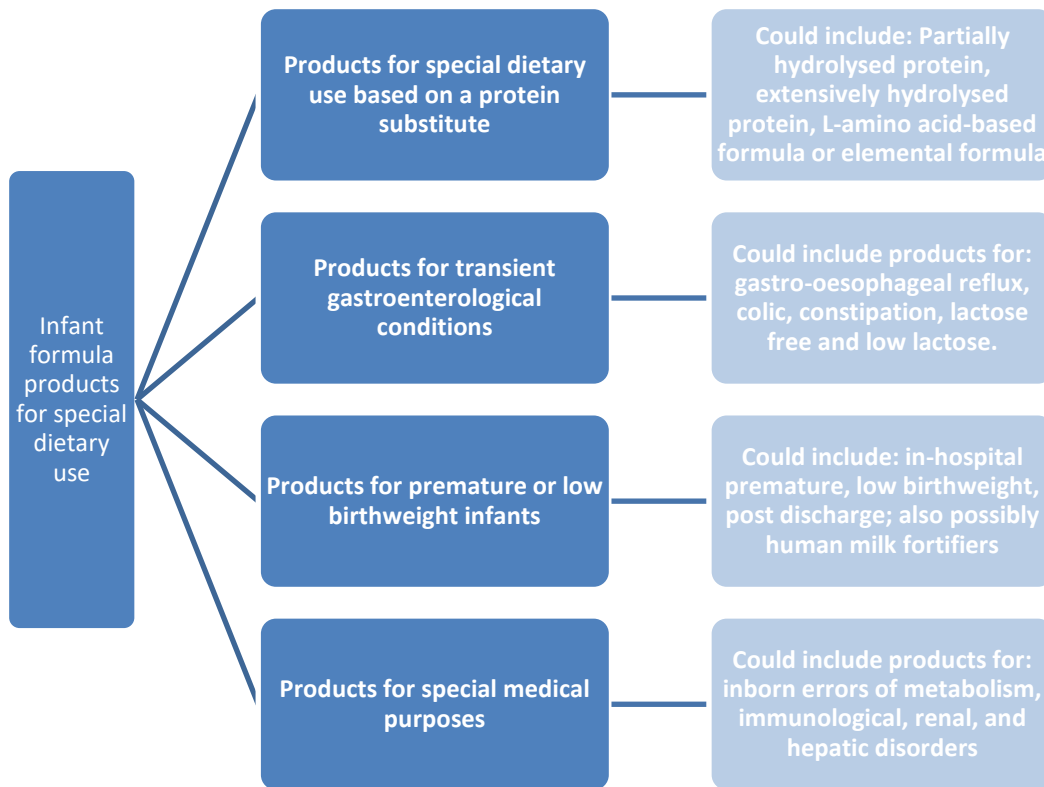 Infant
formula
products
for special
dietary
use
Products for special dietary
use based on a protein
substitute
Could include: Partially
hydrolysed protein,
extensively hydrolysed
protein, L-amino acid-based
formula or elemental formula
Products for transient
gastroenterological
conditions
Could include products for:
gastro-oesophageal reflux,
colic, constipation, lactose
free and low lactose.
Products for premature or low
birthweight infants
Could include: in-hospital
premature, low birthweight,
post discharge; also possibly
human milk fortifiers
Products for special medical
purposes
Could include products for:
inborn errors of metabolism,
immunological, renal, and
hepatic disorders